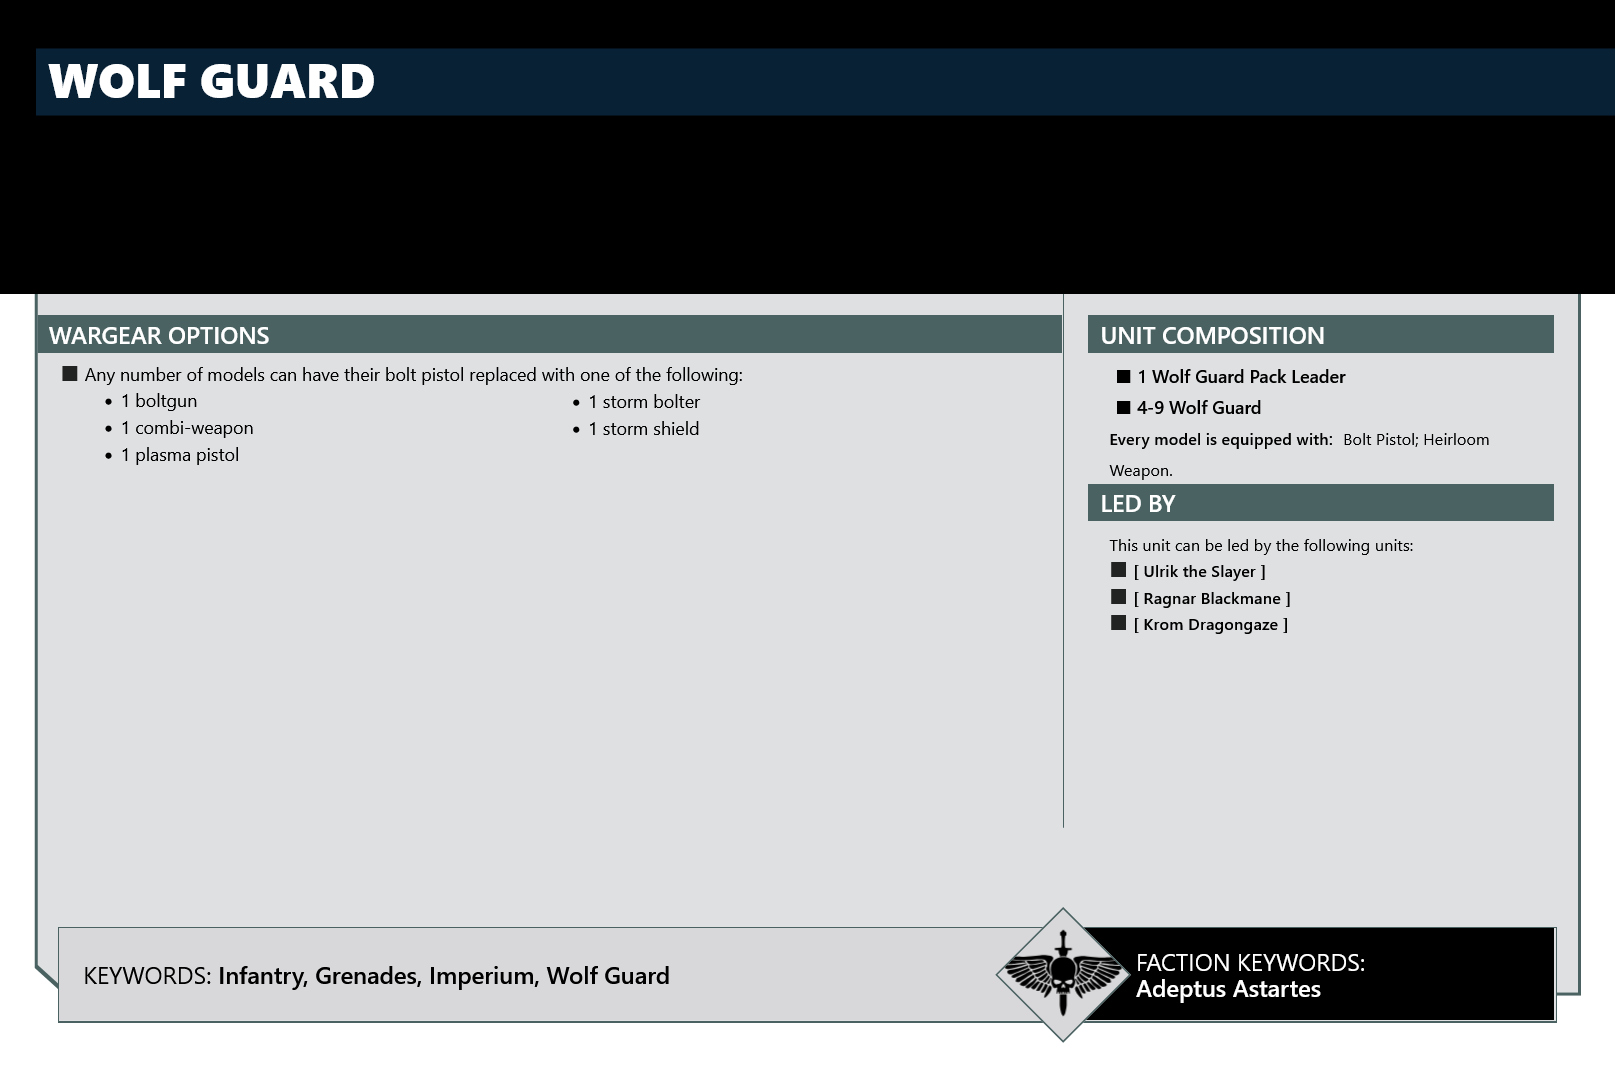 WOLF GUARD
WARGEAR OPTIONS
Any number of models can have their bolt pistol replaced with one of the following:
• 1 boltgun
• 1 combi-weapon
• 1 plasma pistol
• 1 storm bolter
• 1 storm shield
UNIT COMPOSITION
■ 1 Wolf Guard Pack Leader
■ 4-9 Wolf Guard
Every model is equipped with: Bolt Pistol; Heirloom
Weapon.
LED BY
This unit can be led by the following units:
■ [ Ulrik the Slayer ]
■ [ Ragnar Blackmane ]
■ [ Krom Dragongaze ]
KEYWORDS: Infantry, Grenades, Imperium, Wolf Guard
FACTION KEYWORDS:
Adeptus Astartes